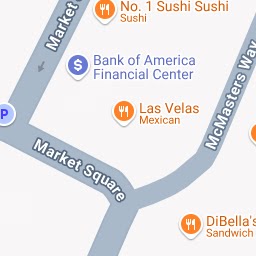 No. 1 Sushi Sushi
Sushi
Market
Bank of America
Financial Center
P
Las Velas
Mexican
McMasters Way
Market Square
DiBella's
Sandwich